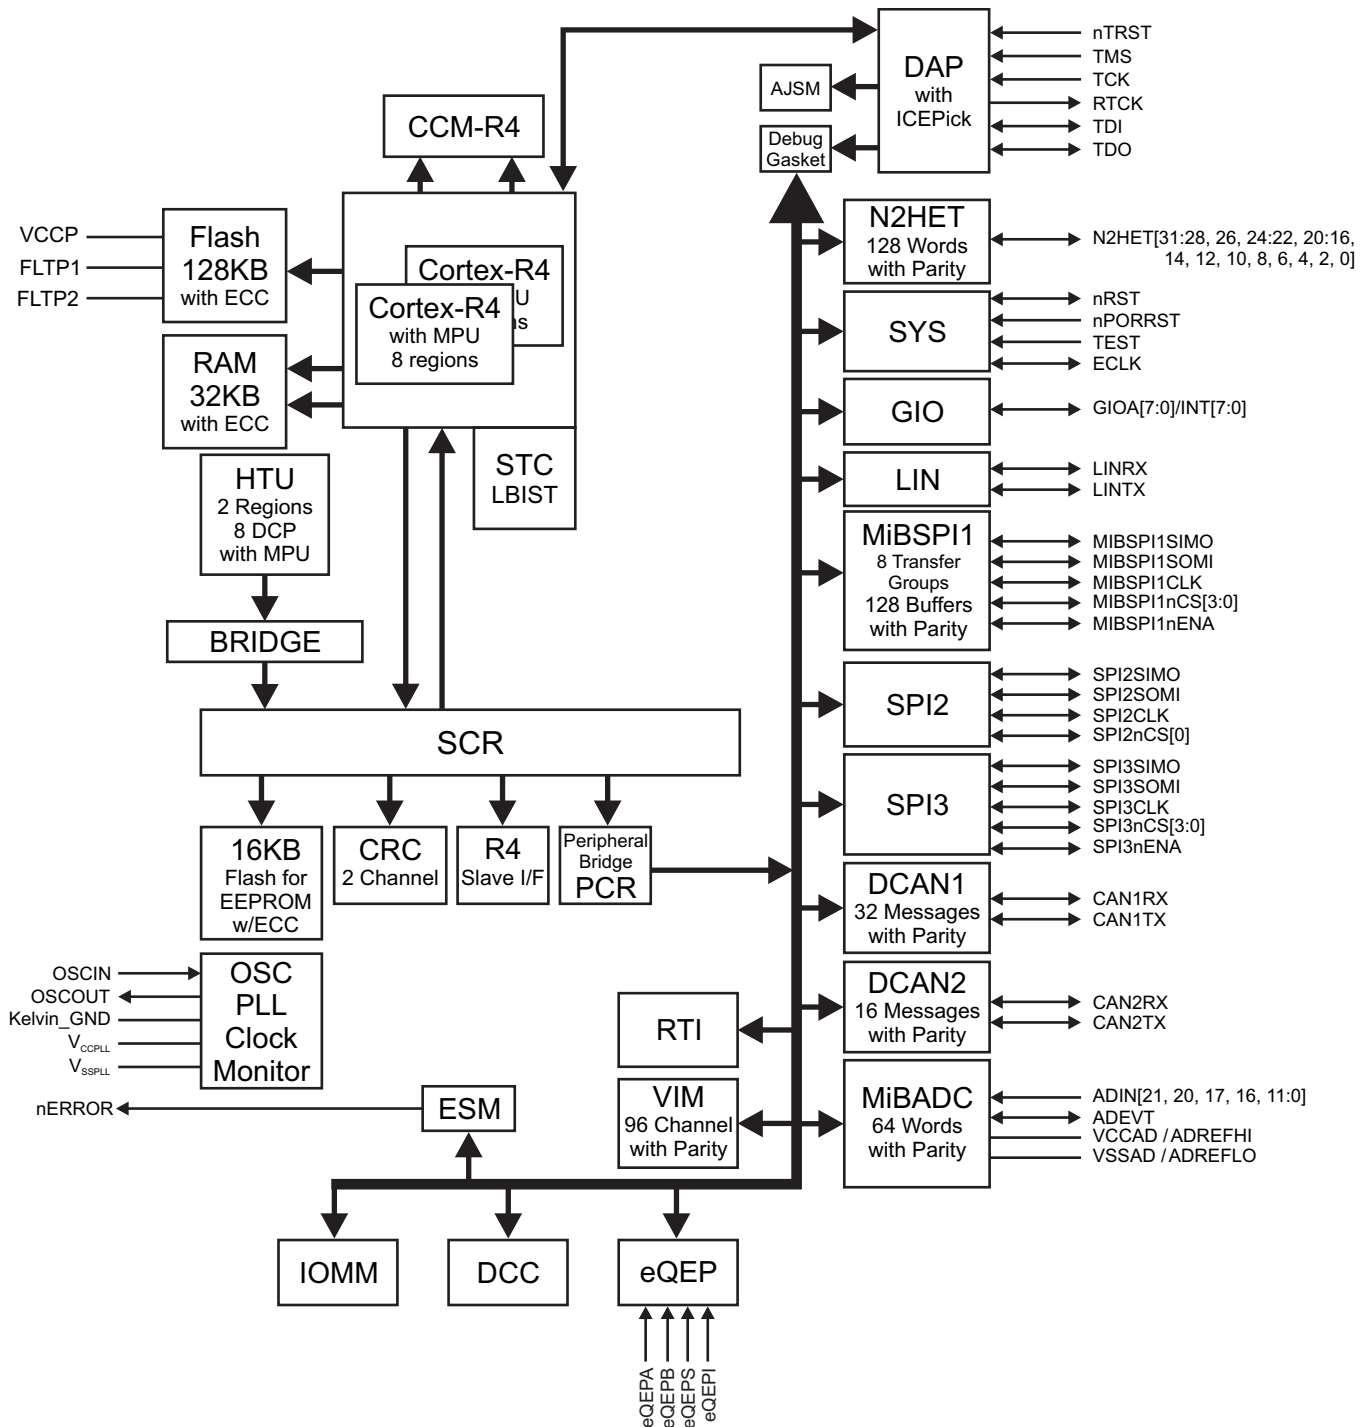 nTRST
TMS
TCK
RTCK
TDI
TDO
DAP
with
ICEPick
AJSM
Debug
Gasket
CCM-R4
VCCP
FLTP1
FLTP2
Flash
128KB
with ECC
Cortex-R4
U
ns
Cortex-R4
with MPU
8 regions
RAM
32KB
with ECC
STC
LBIST
HTU
2 Regions
8 DCP
with MPU
BRIDGE
SCR
16KB
Flash for
EEPROM
w/ECC
CRC
2 Channel
R4
Slave I/F
Peripheral
Bridge
PCR
OSCIN
OSCOUT
Kelvin_GND
VCCPLL
VSSPLL
OSC
PLL
Clock
Monitor
nERROR
ESM
RTI
VIM
96 Channel
with Parity
IOMM
DCC
eQEP
eQEPA
eQEPB
eQEPS
eQEPI
N2HET
128 Words
with Parity
N2HET[31:28, 26, 24:22, 20:16,
14, 12, 10, 8, 6, 4, 2, 0]
SYS
nRST
nPORRST
TEST
ECLK
GIO
GIOA[7:0]/INT[7:0]
LIN
LINRX
LINTX
MiBSPI1
8 Transfer
Groups
128 Buffers
with Parity
MIBSPI1SIMO
MIBSPI1SOMI
MIBSPI1CLK
MIBSPI1nCS[3:0]
MIBSPI1nENA
SPI2
SPI2SIMO
SPI2SOMI
SPI2CLK
SPI2nCS[0]
SPI3
SPI3SIMO
SPI3SOMI
SPI3CLK
SPI3nCS[3:0]
SPI3nENA
DCAN1
32 Messages
with Parity
CAN1RX
CAN1TX
DCAN2
16 Messages
with Parity
CAN2RX
CAN2TX
MiBADC
64 Words
with Parity
ADIN[21, 20, 17, 16, 11:0]
ADEVT
VCCAD / ADREFHI
VSSAD / ADREFLO